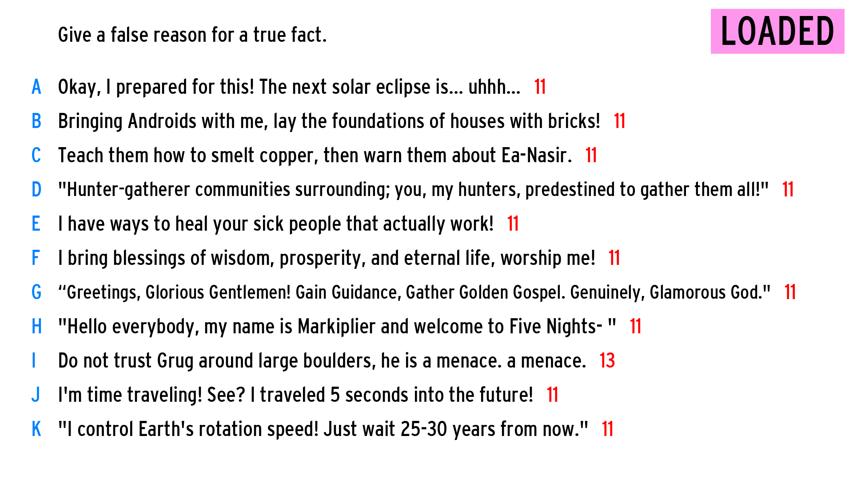 Give a false reason for a true fact.
LOADED
A Okay, I prepared for this! The next solar eclipse is... uhhh... 11
B Bringing Androids with me, lay the foundations of houses with bricks! 11
C Teach them how to smelt copper, then warn them about Ea-Nasir. 11
D "Hunter-gatherer communities surrounding; you, my hunters, predestined to gather them all!" 11
E I have ways to heal your sick people that actually work! 11
F I bring blessings of wisdom, prosperity, and eternal life, worship me! 11
G “Greetings, Glorious Gentlemen! Gain Guidance, Gather Golden Gospel. Genuinely, Glamorous God." 11
H "Hello everybody, my name is Markiplier and welcome to Five Nights- " 11
I Do not trust Grug around large boulders, he is a menace. a menace. 13
J I'm time traveling! See? I traveled 5 seconds into the future! 11
K "I control Earth's rotation speed! Just wait 25-30 years from now." 11